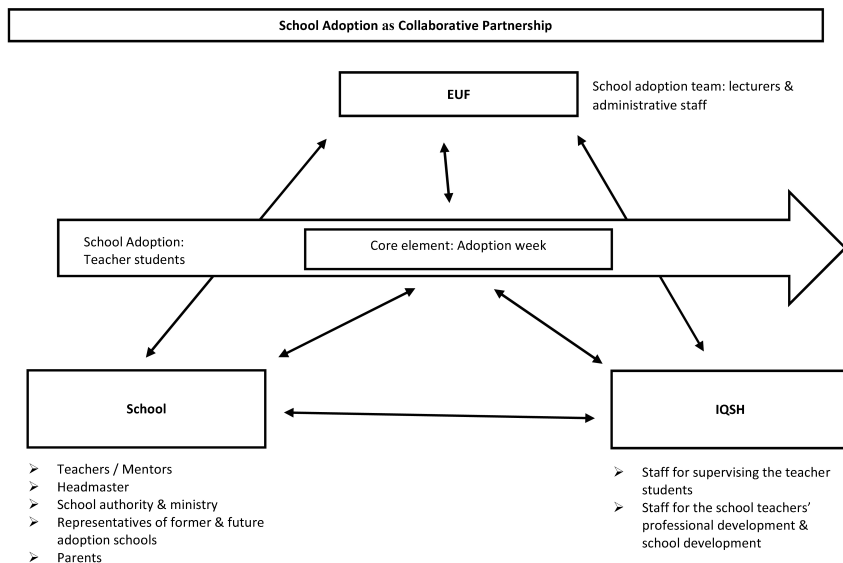 School Adoption as Collaborative Partnership
EUF
School adoption team: lecturers &
administrative staff
School Adoption:
Teacher students
Core element: Adoption week
School
IQSH
➢ Teachers / Mentors
➢ Headmaster
➢ School authority & ministry
➢ Representatives of former & future
adoption schools
➢ Parents
➢ Staff for supervising the teacher
students
➢ Staff for the school teachers’
professional development &
school development